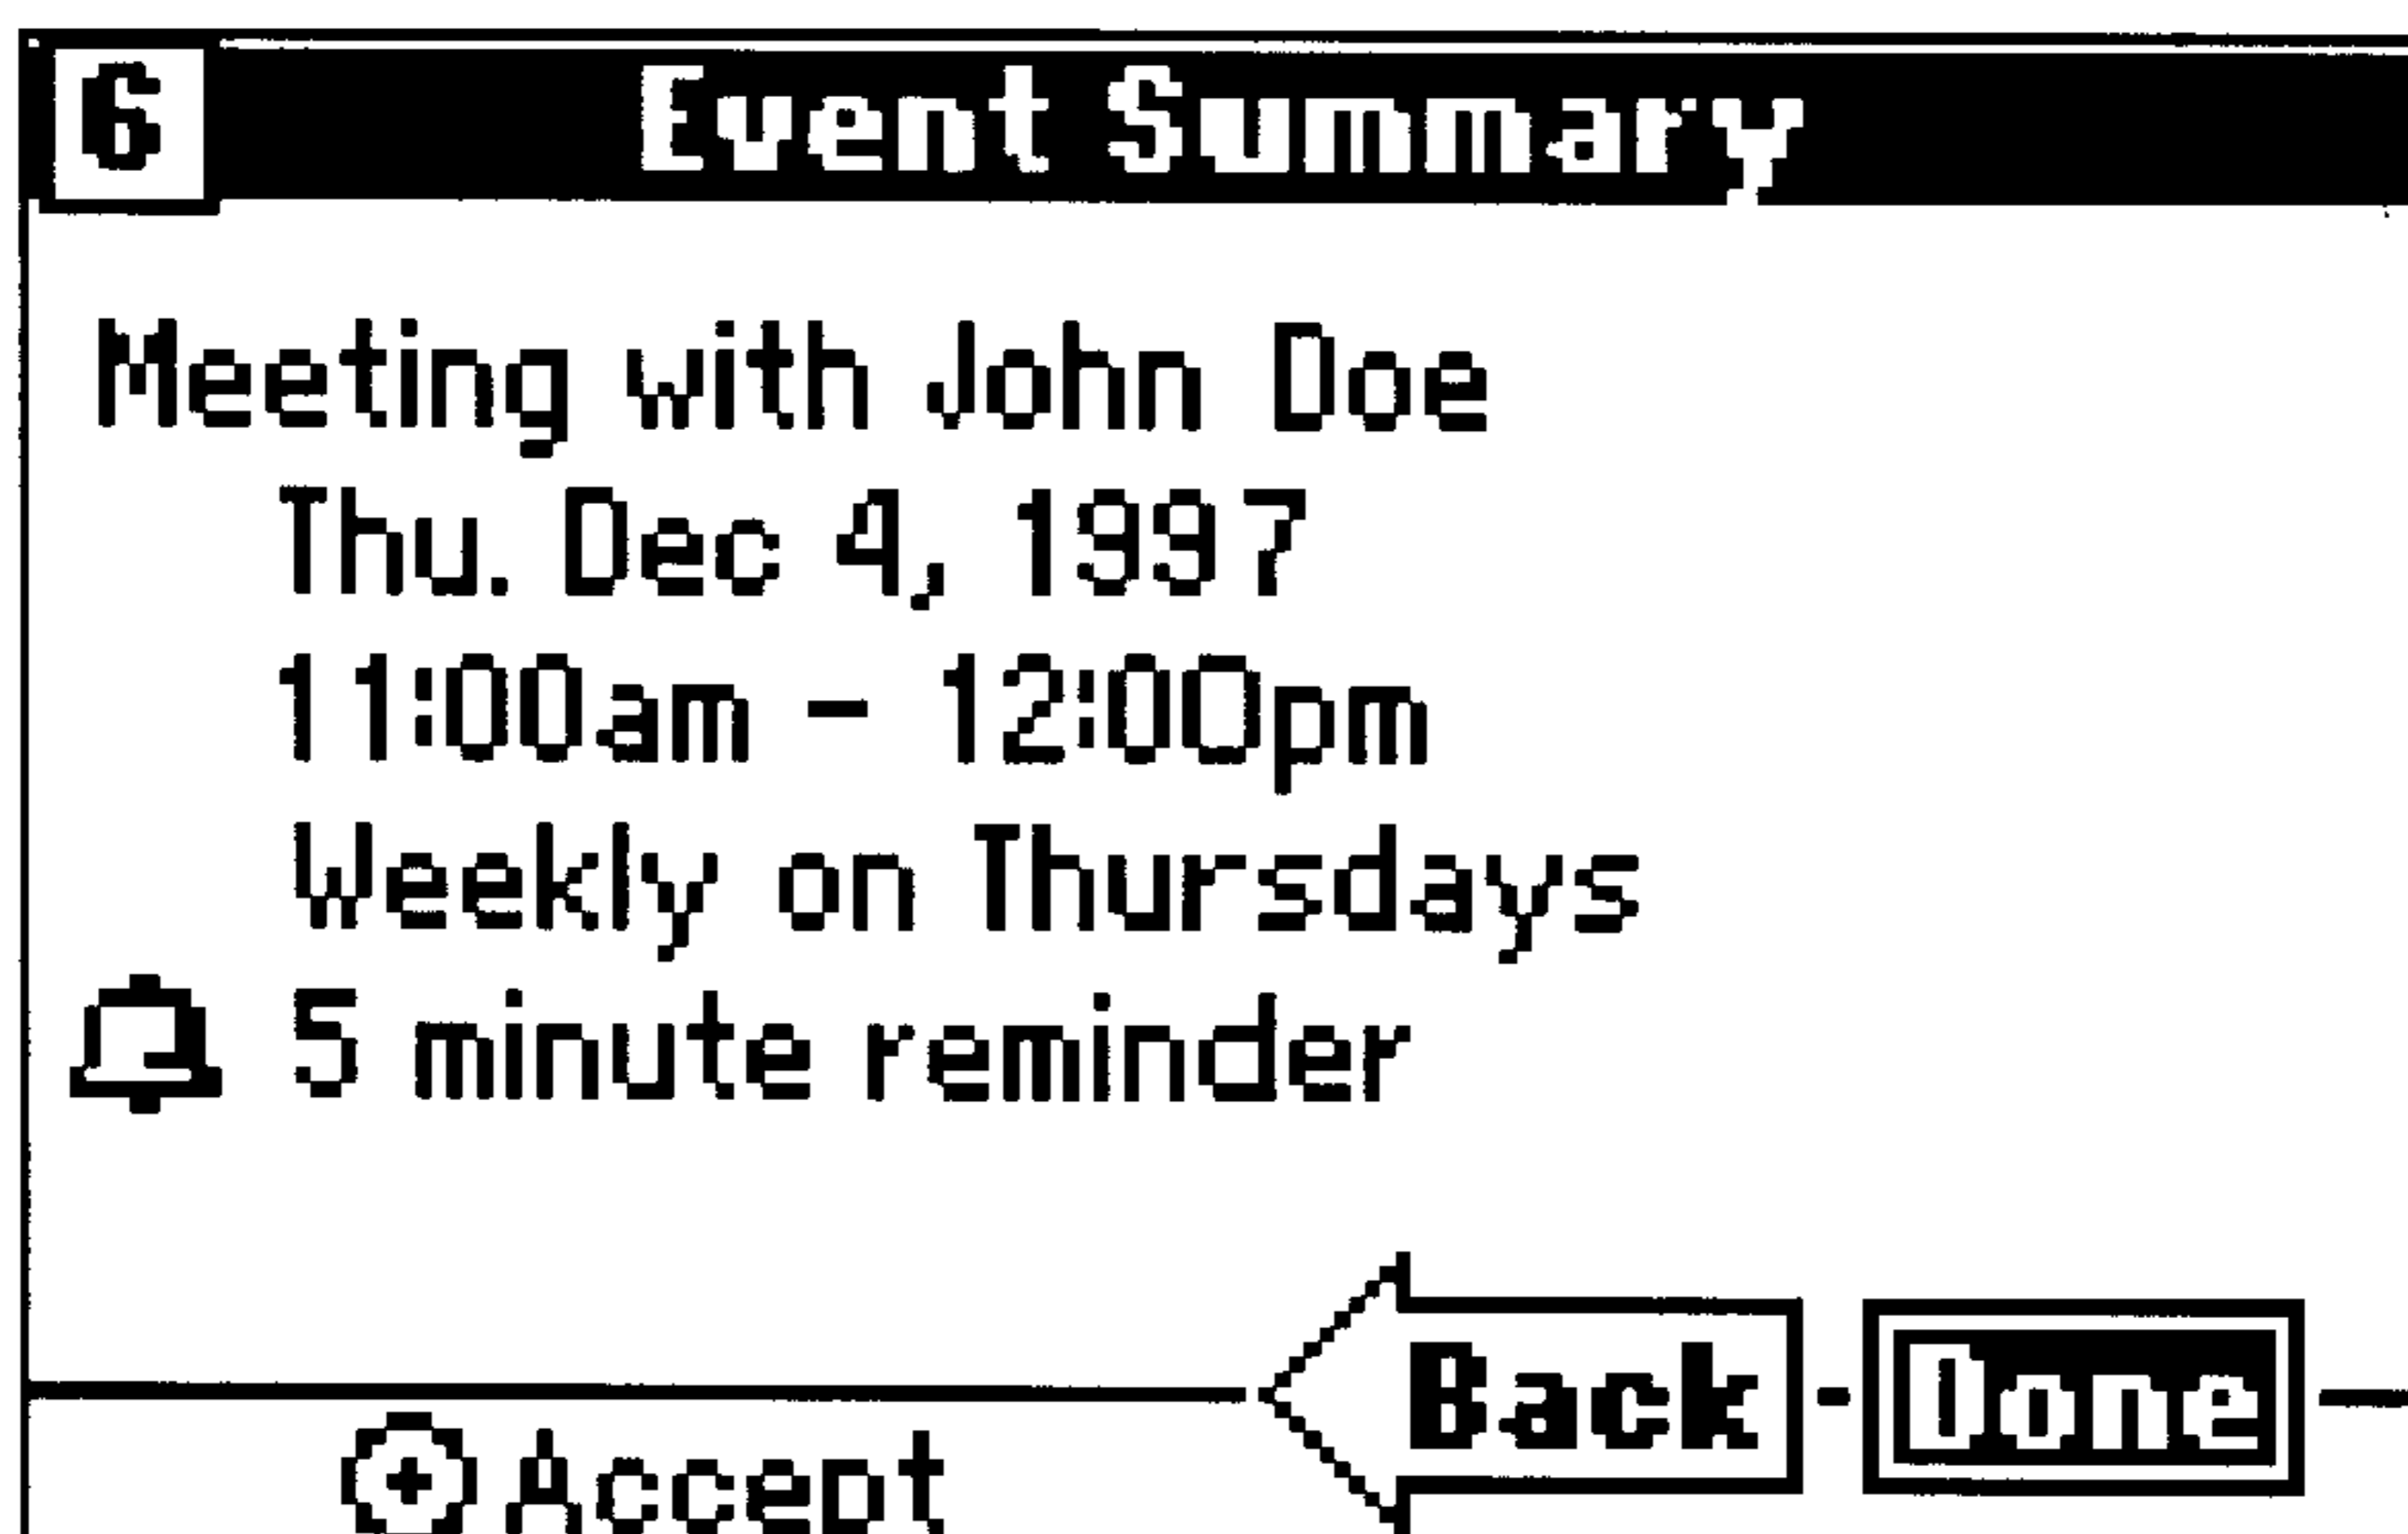 6 Event Summary
Meeting with John Doe
Thu. Dec 4, 1997
11:00am - 12:00pm
Weekly on Thursdays
5 minute reminder
Back Done
Accept